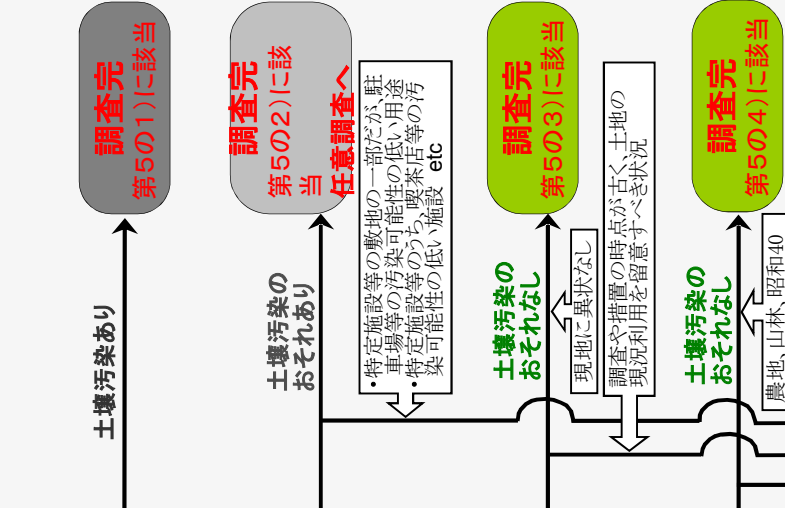 調査完
第5の1)に該当
土壌汚染あり
調査完
第5の2)に該
当
任意調査へ
土壌汚染の
おそれあり
・特定施設等の敷地の一部だが、駐
車場等の汚染可能性の低い用途
・特定施設等のうち、喫茶店等の汚
染可能性の低い施設 etc
調査完
第5の3)に該当
土壌汚染の
おそれなし
現地に異状なし
調査や措置の時点が古く、土地の
現況利用を留意すべき状況
調査完
第5の4)に該当
土壌汚染の
おそれなし
農地、山林、昭和40